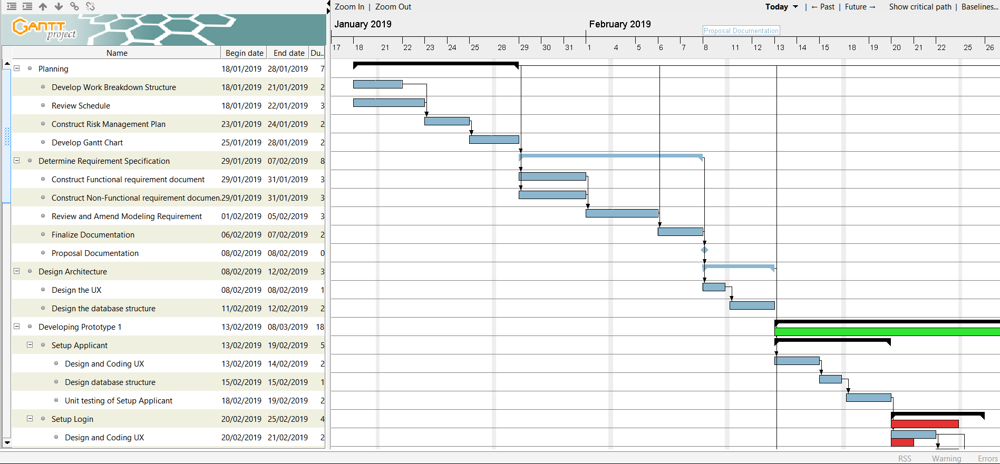 Zoom In | Zoom Out
Today | ← Past | Future → Show critical path | Baselines...
GANTT
project
January 2019 February 2019
Proposal Documentation
17 18 21 22 23 24 25 28 29 30 31 1 4 5 6 7 8 11 12 13 14 15 18 19 20 21 22 25 26
Name Begin date End date Du...
Planning 18/01/2019 28/01/2019 7
Develop Work Breakdown Structure 18/01/2019 21/01/2019 2
Review Schedule 18/01/2019 22/01/2019 3
Construct Risk Management Plan 23/01/2019 24/01/2019 2
Develop Gantt Chart 25/01/2019 28/01/2019 2
Determine Requirement Specification 29/01/2019 07/02/2019 8
Construct Functional requirement document 29/01/2019 31/01/2019 3
Construct Non-Functional requirement documen. 29/01/2019 31/01/2019 3
Review and Amend Modeling Requirement 01/02/2019 05/02/2019 3
Finalize Documentation 06/02/2019 07/02/2019 2
Proposal Documentation 08/02/2019 08/02/2019 0
Design Architecture 08/02/2019 12/02/2019 3
Design the UX 08/02/2019 08/02/2019 1
Design the database structure 11/02/2019 12/02/2019 2
Developing Prototype 1 13/02/2019 08/03/2019 18
Setup Applicant 13/02/2019 19/02/2019 5
Design and Coding UX 13/02/2019 14/02/2019 2
Design database structure 15/02/2019 15/02/2019 1
Unit testing of Setup Applicant 18/02/2019 19/02/2019 2
Setup Login 20/02/2019 25/02/2019 4
Design and Coding UX 20/02/2019 21/02/2019 2
RSS Warning Errors